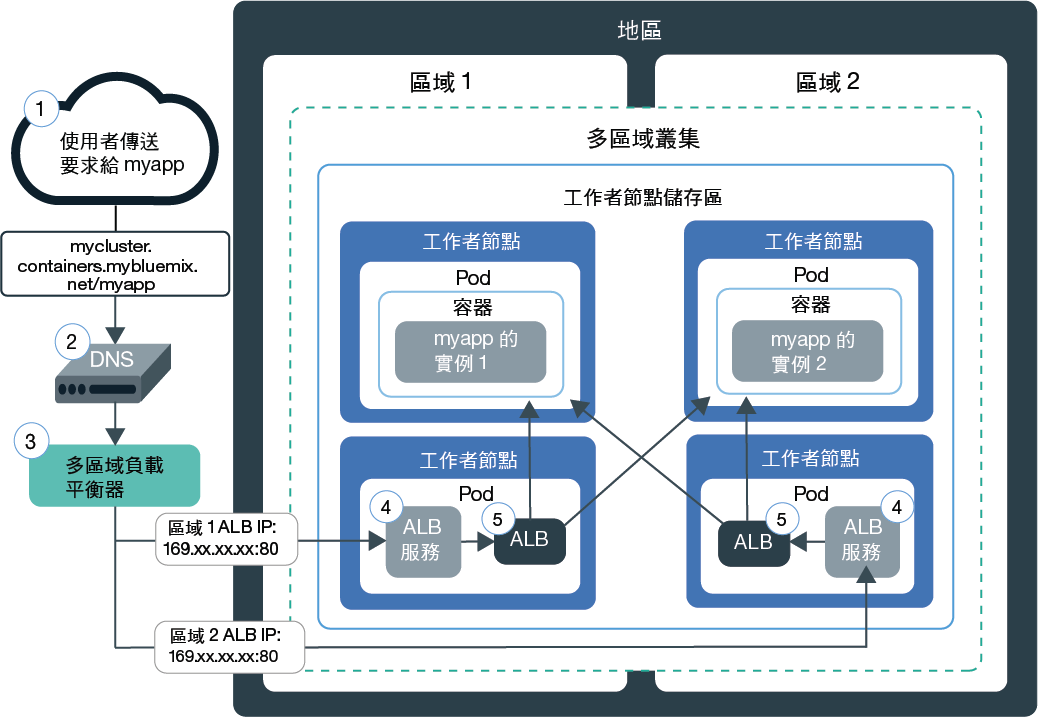 地區
區域 1
區域 2
多區域叢集
工作者節點儲存區
1
使用者傳送
要求給 myapp
mycluster.
containers.mybluemix.
net/myapp
2
DNS
3
多區域負載
平衡器
區域 1 ALB IP:
169.xx.xx.xx:80
區域 2 ALB IP:
169.xx.xx.xx:80
工作者節點
Pod
容器
myapp 的
實例 1
工作者節點
Pod
容器
myapp 的
實例 2
工作者節點
Pod
4
ALB
服務
5
ALB
工作者節點
Pod
5
ALB
4
ALB
服務